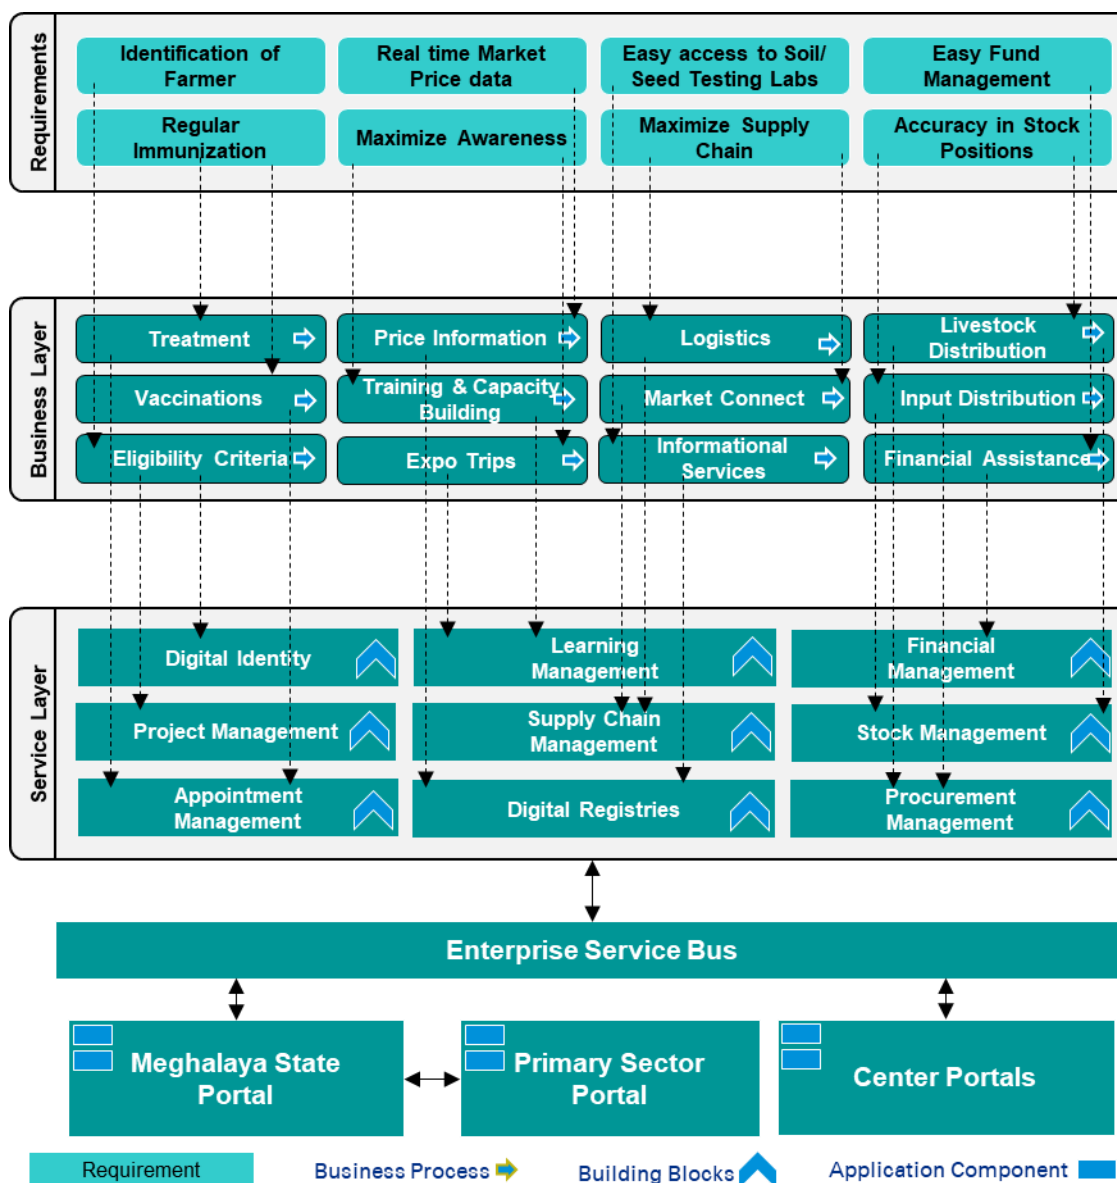 Requirements
Identification of
Farmer
Real time Market
Price data
Easy access to Soil/
Seed Testing Labs
Easy Fund
Management
Regular
Immunization
Maximize Awareness
Maximize Supply
Chain
Accuracy in Stock
Positions
Business Layer
Treatment
Price Information
Logistics
Livestock
Distribution
Vaccinations
Training & Capacity
Building
Market Connect
Input Distribution
Eligibility Criteria
Expo Trips
Informational
Services
Financial Assistance
Service Layer
Digital Identity
Learning
Management
Financial
Management
Project Management
Supply Chain
Management
Stock Management
Appointment
Management
Digital Registries
Procurement
Management
Enterprise Service Bus
Meghalaya State
Portal
Primary Sector
Portal
Center Portals
Requirement
Business Process
Building Blocks
Application Component